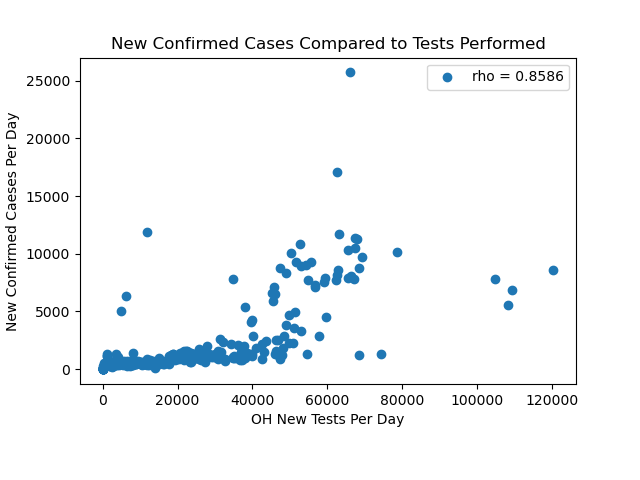 New Confirmed Cases Compared to Tests Performed
rho = 0.8586
New Confirmed Caeses Per Day
25000
20000
15000
10000
5000
0
0 20000 40000 60000 80000 100000 120000
OH New Tests Per Day